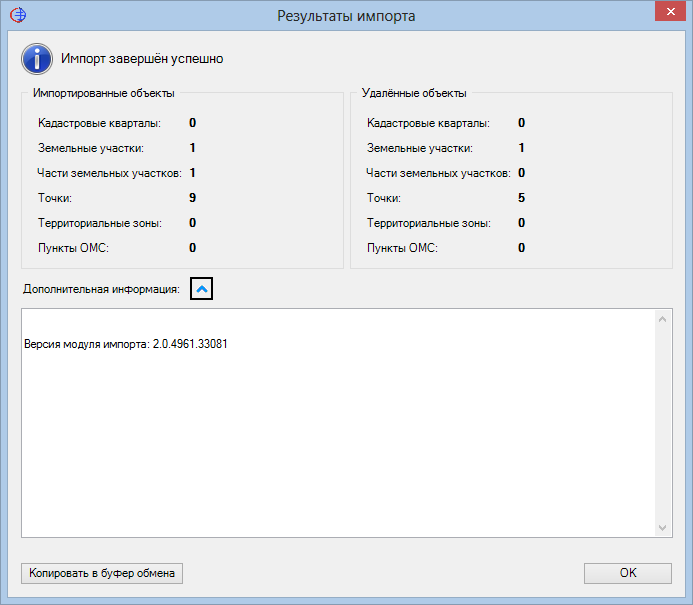 Результаты импорта
Импорт завершён успешно
Импортированные объекты
Кадастровые кварталы: 0
Земельные участки: 1
Части земельных участков: 1
Точки: 9
Территориальные зоны: 0
Пункты ОМС: 0
Удалённые объекты
Кадастровые кварталы: 0
Земельные участки: 1
Части земельных участков: 0
Точки: 5
Территориальные зоны: 0
Пункты ОМС: 0
Дополнительная информация:
Версия модуля импорта: 2.0.4961.33081
Копировать в буфер обмена
OK